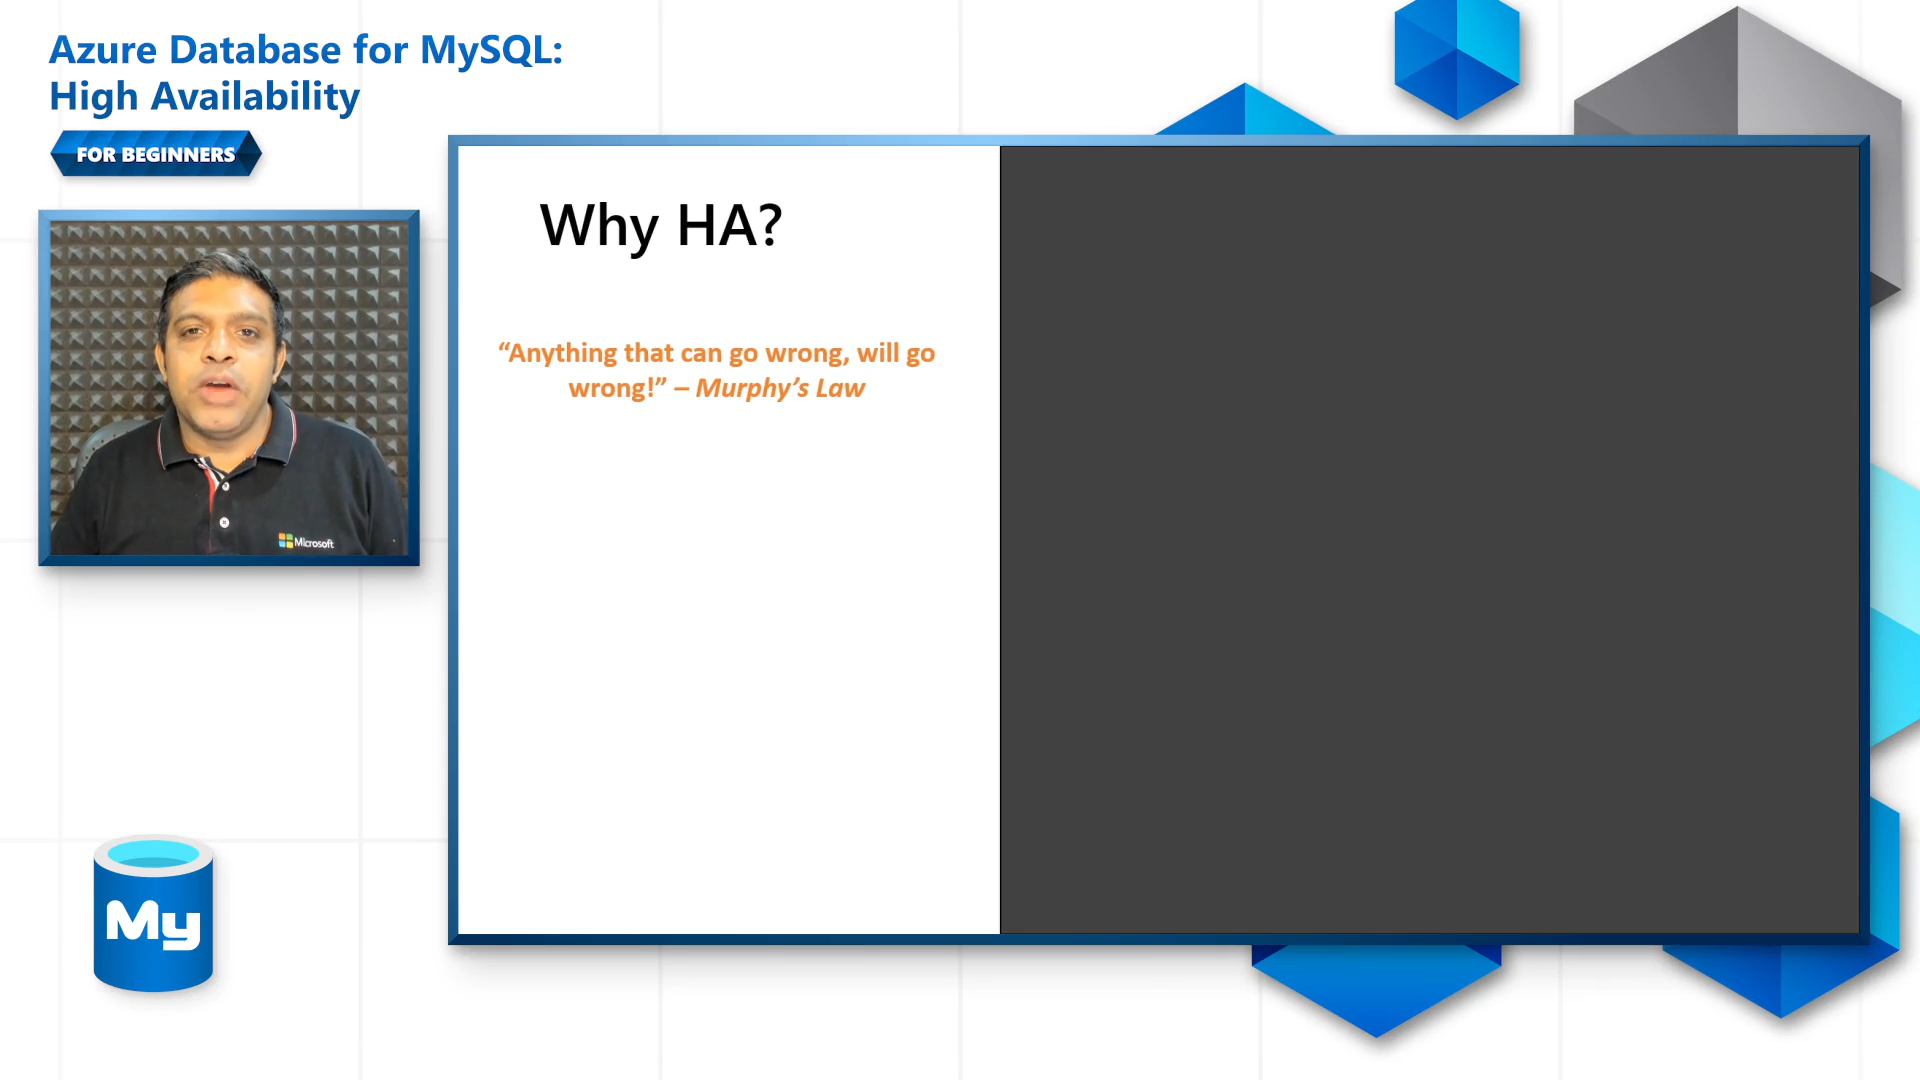 Azure Database for MySQL:
High Availability
FOR BEGINNERS
Why HA?
“Anything that can go wrong, will go
wrong!” – Murphy’s Law
Microsoft
My